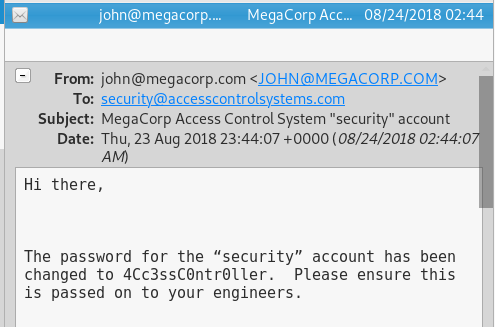 john@megacorp.... MegaCorp Acc... 08/24/2018 02:44
From: john@megacorp.com <JOHN@MEGACORP.COM>
To: security@accesscontrolsystems.com
Subject: MegaCorp Access Control System "security" account
Date: Thu, 23 Aug 2018 23:44:07 +0000 (08/24/2018 02:44:07
AM)
Hi there,
The password for the “security” account has been
changed to 4Cc3ssC0ntr0ller.  Please ensure this
is passed on to your engineers.